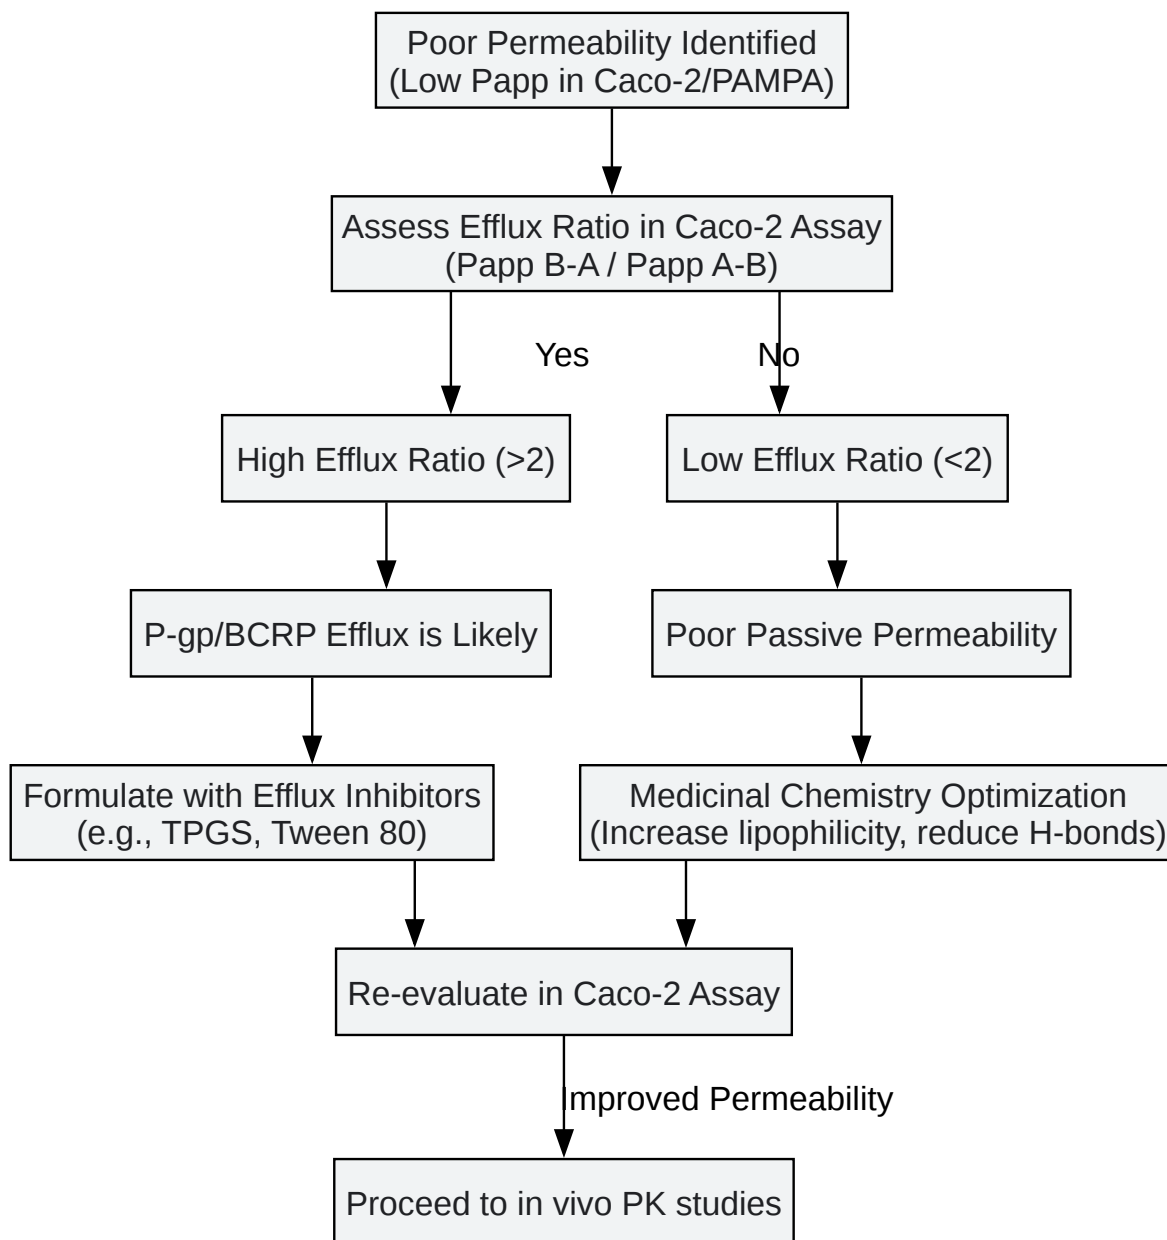 Poor Permeability Identified
(Low Papp in Caco-2/PAMPA)
Assess Efflux Ratio in Caco-2 Assay
(Papp B-A / Papp A-B)
Yes
No
High Efflux Ratio (>2)
Low Efflux Ratio (<2)
P-gp/BCRP Efflux is Likely
Poor Passive Permeability
Formulate with Efflux Inhibitors
(e.g., TPGS, Tween 80)
Medicinal Chemistry Optimization
(Increase lipophilicity, reduce H-bonds)
Re-evaluate in Caco-2 Assay
Improved Permeability
Proceed to in vivo PK studies